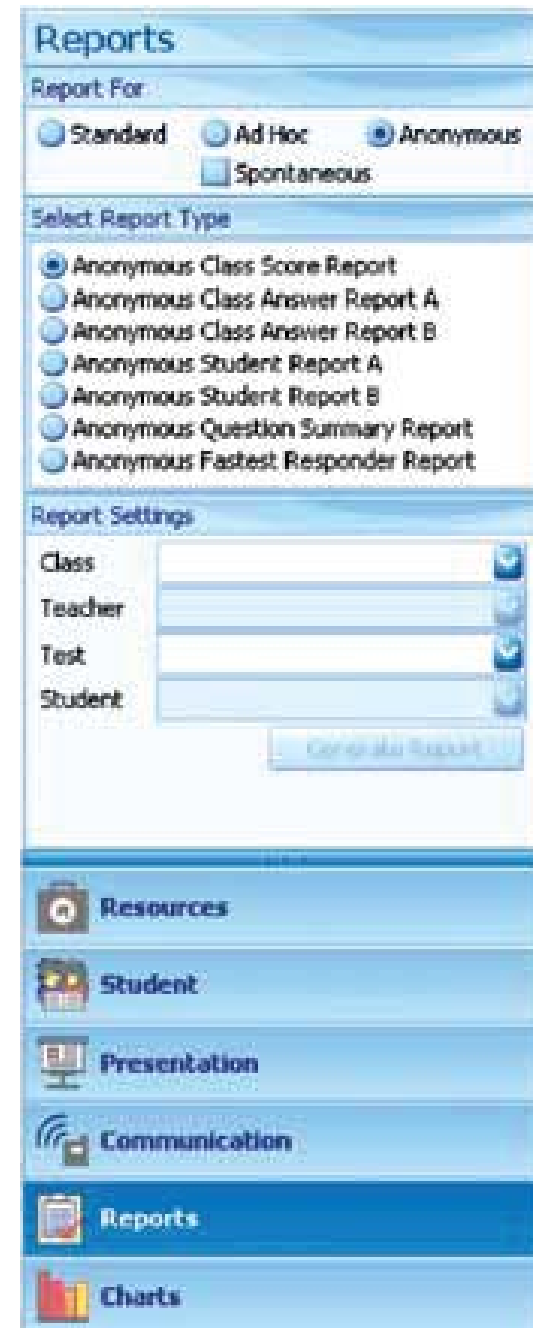 Reports
Report For
Standard Ad Hoc Anonymous
Spontaneous
Select Report Type
Anonymous Class Score Report
Anonymous Class Answer Report A
Anonymous Class Answer Report B
Anonymous Student Report A
Anonymous Student Report B
Anonymous Question Summary Report
Anonymous Fastest Responder Report
Report Settings
Class
Teacher
Test
Student
Generate Report
Resources
Student
Presentation
Communication
Reports
Charts